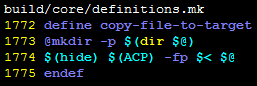 build/core/definitions.mk
1772 define copy-file-to-target
1773 @mkdir -p $(dir $@)
1774 $(hide) $(ACP) -fp $< $@
1775 endef